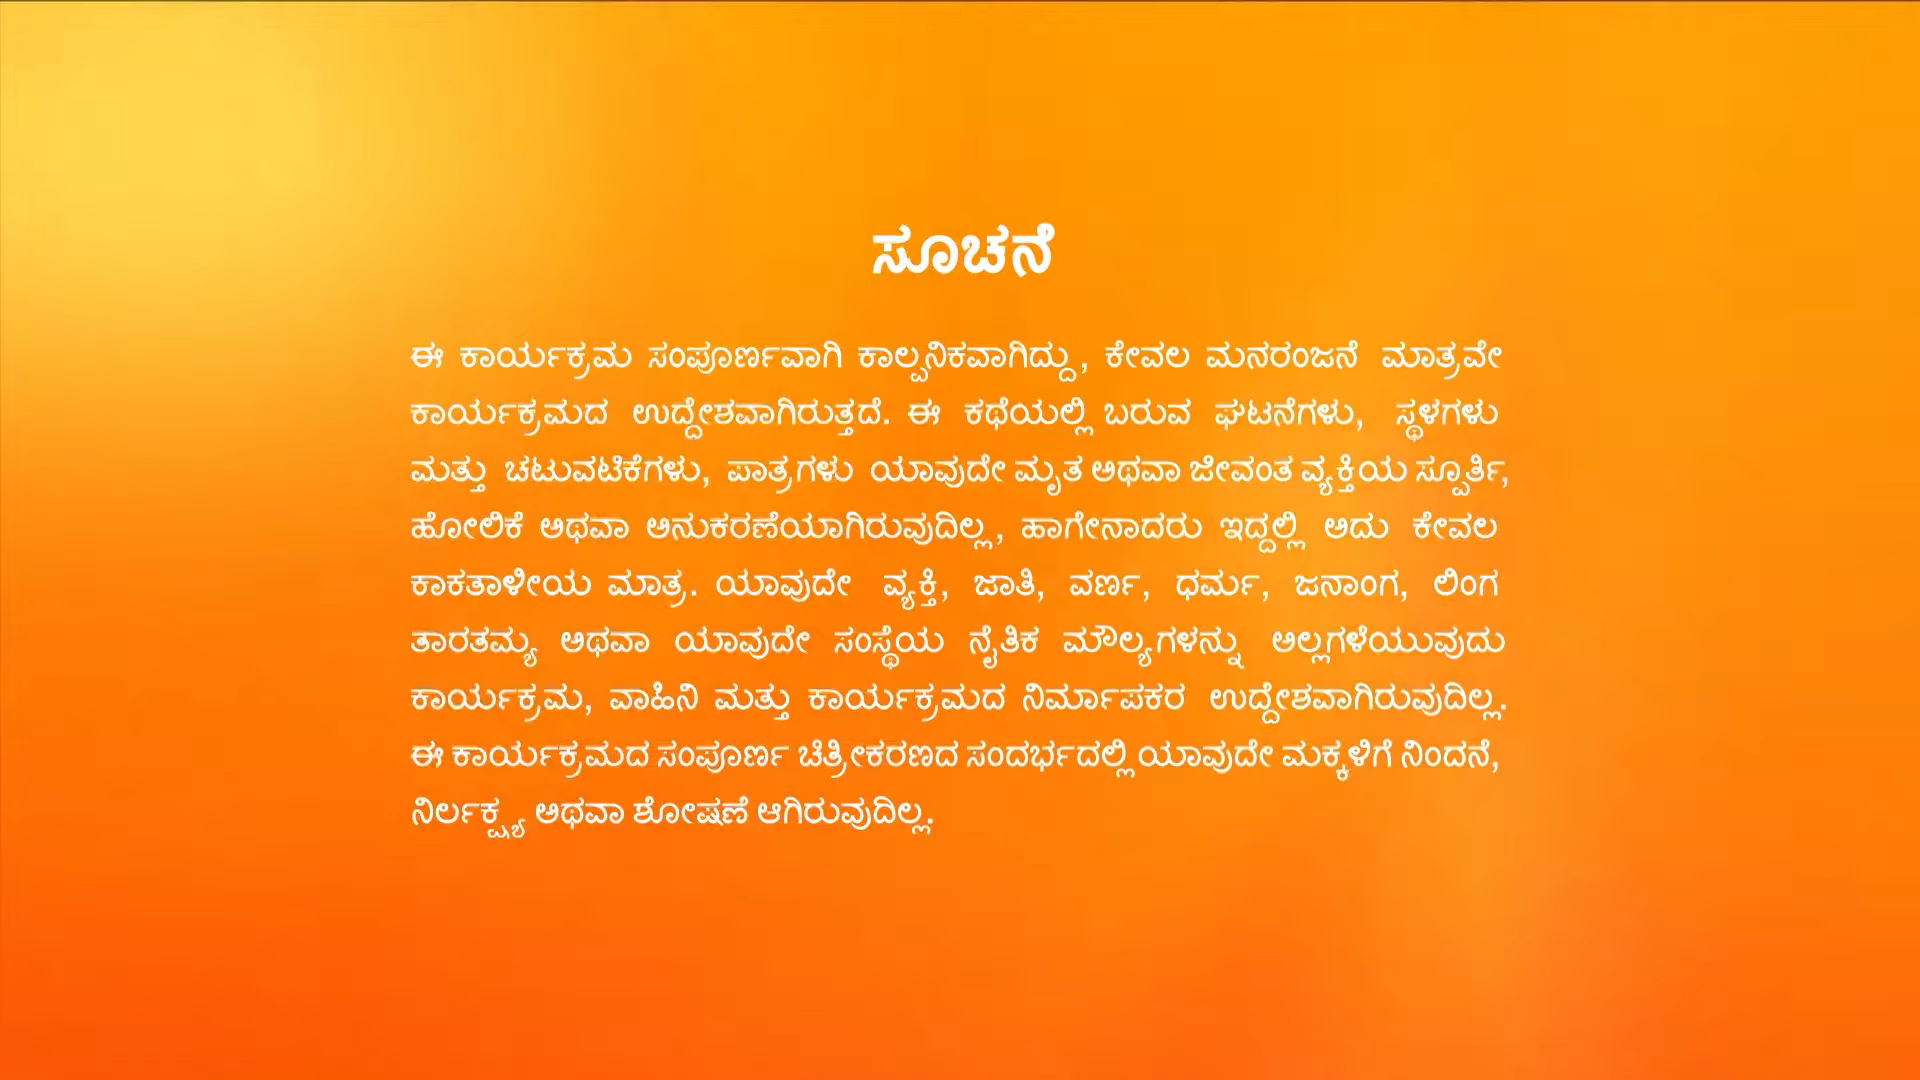 ಸೂಚನೆ
ಈ ಕಾರ್ಯಕ್ರಮ ಸಂಪೂರ್ಣವಾಗಿ ಕಾಲ್ಪನಿಕವಾಗಿದ್ದು, ಕೇವಲ ಮನರಂಜನೆ ಮಾತ್ರವೇ
ಕಾರ್ಯಕ್ರಮದ ಉದ್ದೇಶವಾಗಿರುತ್ತದೆ. ಈ ಕಥೆಯಲ್ಲಿ ಬರುವ ಘಟನೆಗಳು, ಸ್ಥಳಗಳು
ಮತ್ತು ಚಟುವಟಿಕೆಗಳು, ಪಾತ್ರಗಳು ಯಾವುದೇ ಮೃತ ಅಥವಾ ಜೀವಂತ ವ್ಯಕ್ತಿಯ ಸ್ಪೂರ್ತಿ,
ಹೋಲಿಕೆ ಅಥವಾ ಅನುಕರಣೆಯಾಗಿರುವುದಿಲ್ಲ, ಹಾಗೇನಾದರು ಇದ್ದಲ್ಲಿ ಅದು ಕೇವಲ
ಕಾಕತಾಳೀಯ ಮಾತ್ರ. ಯಾವುದೇ ವ್ಯಕ್ತಿ, ಜಾತಿ, ವರ್ಣ, ಧರ್ಮ, ಜನಾಂಗ, ಲಿಂಗ
ತಾರತಮ್ಯ ಅಥವಾ ಯಾವುದೇ ಸಂಸ್ಥೆಯ ನೈತಿಕ ಮೌಲ್ಯಗಳನ್ನು ಅಲ್ಲಗಳೆಯುವುದು
ಕಾರ್ಯಕ್ರಮ, ವಾಹಿನಿ ಮತ್ತು ಕಾರ್ಯಕ್ರಮದ ನಿರ್ಮಾಪಕರ ಉದ್ದೇಶವಾಗಿರುವುದಿಲ್ಲ.
ಈ ಕಾರ್ಯಕ್ರಮದ ಸಂಪೂರ್ಣ ಚಿತ್ರೀಕರಣದ ಸಂದರ್ಭದಲ್ಲಿ ಯಾವುದೇ ಮಕ್ಕಳಿಗೆ ನಿಂದನೆ,
ನಿರ್ಲಕ್ಷ್ಯ ಅಥವಾ ಶೋಷಣೆ ಆಗಿರುವುದಿಲ್ಲ.